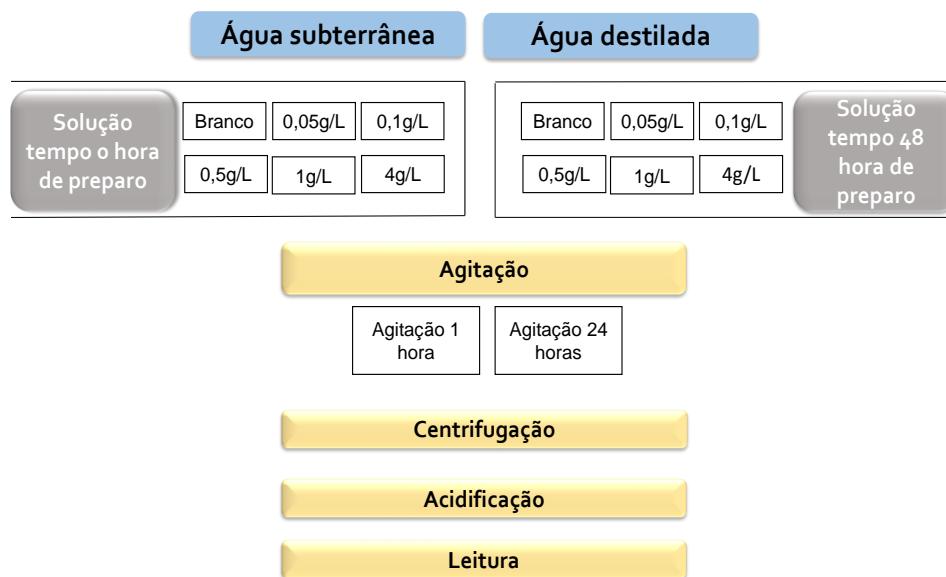 Água subterrânea
Água destilada
Solução
tempo 0 hora
de preparo
Branco
0,05g/L
0,1g/L
0,5g/L
1g/L
4g/L
Branco
0,05g/L
0,1g/L
0,5g/L
1g/L
4g/L
Solução
tempo 48
hora de
preparo
Agitação
Agitação 1
hora
Agitação 24
horas
Centrifugação
Acidificação
Leitura